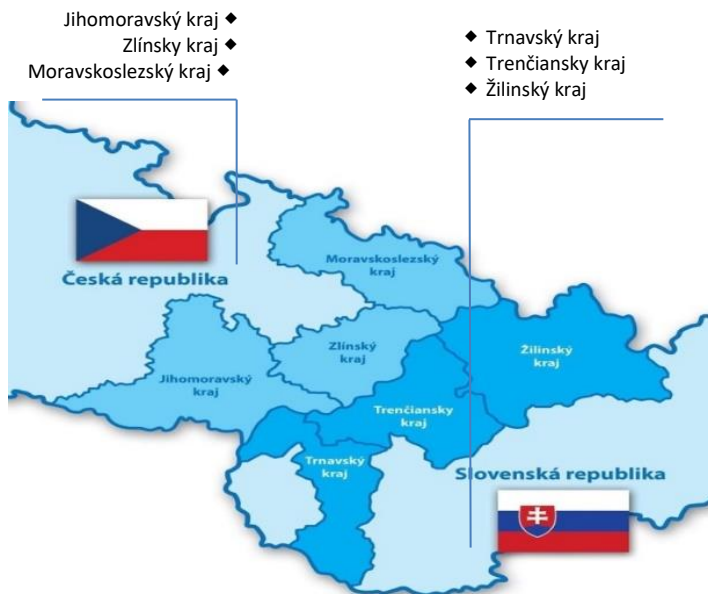 Jihomoravský kraj ◆
Zlínsky kraj ◆
Moravskoslezský kraj ◆
◆ Trnavský kraj
◆ Trenčiansky kraj
◆ Žilinský kraj
Česká republika
Moravskoslezský
kraj
Zlínský
kraj
Žilinský
kraj
Jihomoravský
kraj
Trenčiansky
kraj
Trnavský
kraj
Slovenská republika